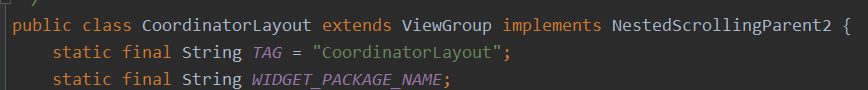 */
public class CoordinatorLayout extends ViewGroup implements NestedScrollingParent2 {
static final String TAG = "CoordinatorLayout";
static final String WIDGET_PACKAGE_NAME;